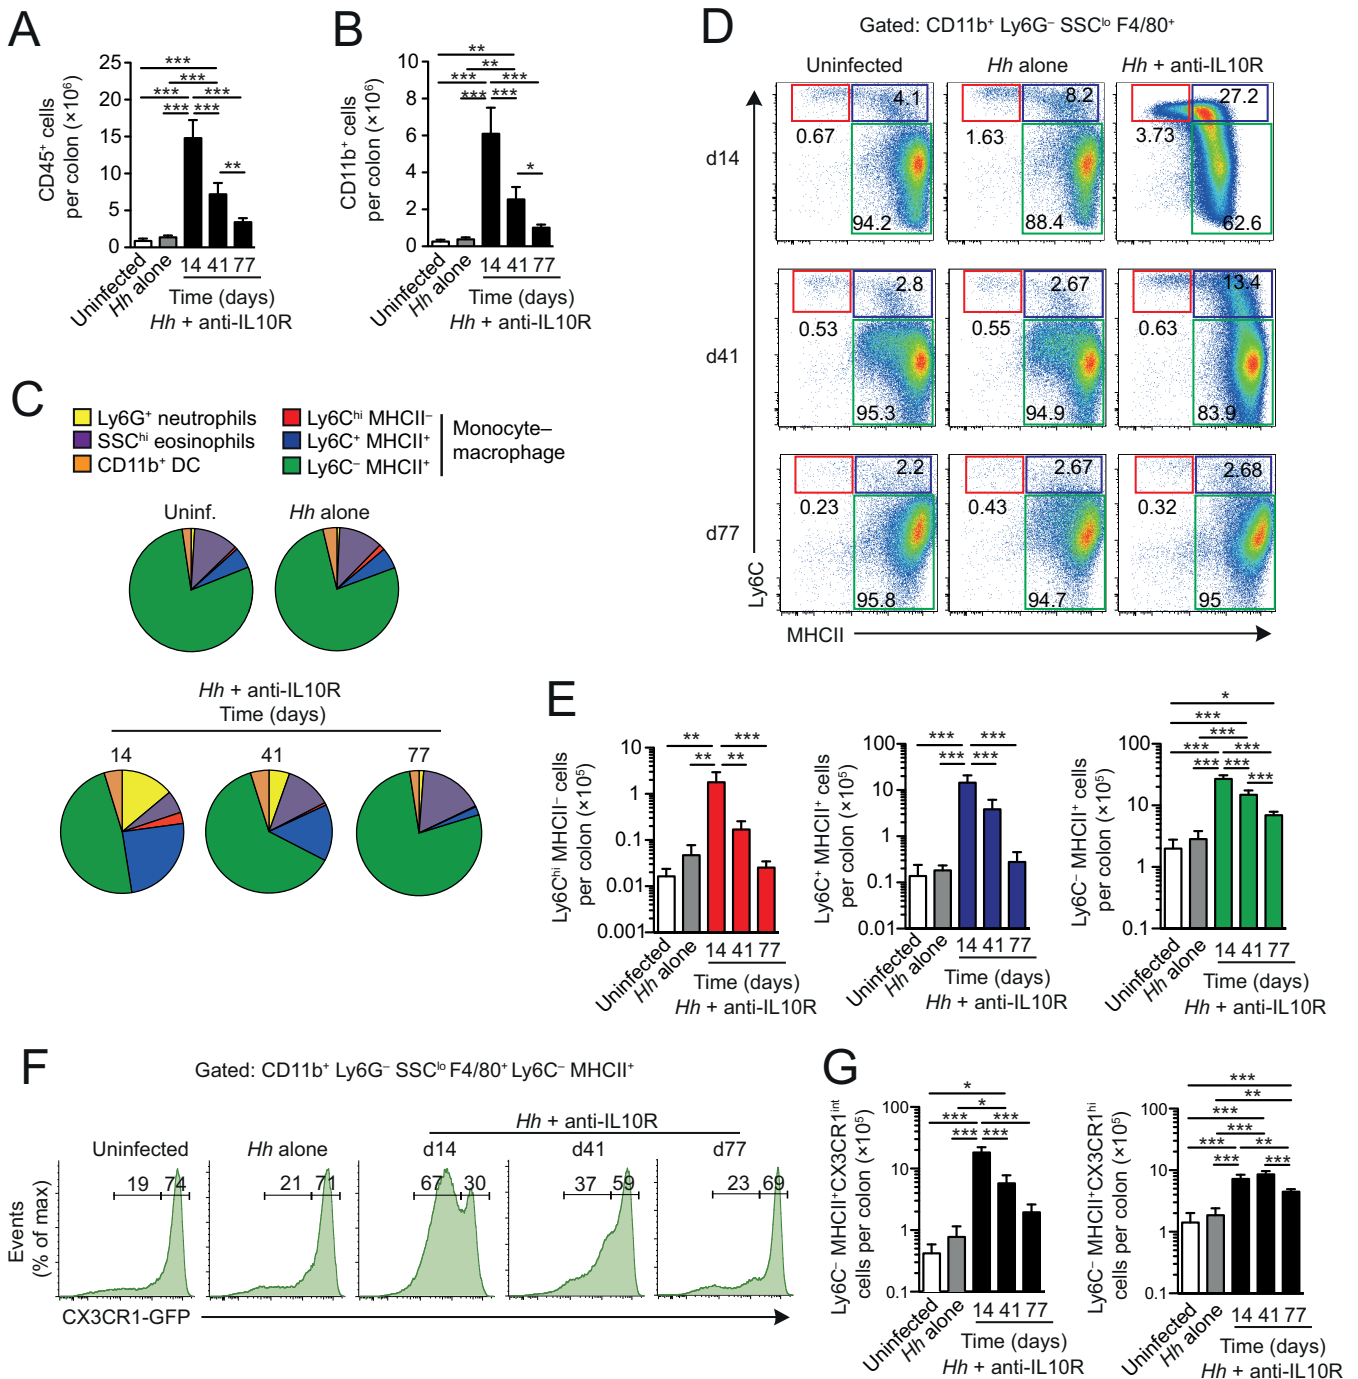 A
CD45⁺ cells
per colon (×10⁶)
25
20
15
10
5
0
*** *** *** *** *** *** **
Uninfected
Hh alone
14 41 77
Time (days)
Hh + anti-IL10R
B
CD11b⁺ cells
per colon (×10⁶)
10
8
6
4
2
0
** ** *** *** *** *** *
Uninfected
Hh alone
14 41 77
Time (days)
Hh + anti-IL10R
C
Ly6G⁺ neutrophils
SSCʰⁱ eosinophils
CD11b⁺ DC
Ly6Cʰⁱ MHCII⁻
Ly6C⁺ MHCII⁺
Ly6C⁻ MHCII⁺
Monocyte–
macrophage
Uninf.
Hh alone
Hh + anti-IL10R
Time (days)
14
41
77
D
Gated: CD11b⁺ Ly6G⁻ SSCˡᵒ F4/80⁺
Uninfected
Hh alone
Hh + anti-IL10R
d14
4.1
0.67
94.2
8.2
1.63
88.4
27.2
3.73
62.6
d41
2.8
0.53
95.3
2.67
0.55
94.9
13.4
0.63
83.9
d77
2.2
0.23
95.8
2.67
0.43
94.7
2.68
0.32
95
Ly6C
MHCII
E
Ly6Cʰⁱ MHCII⁻ cells
per colon (×10⁵)
10
1
0.1
0.01
0.001
** *** ** **
Uninfected
Hh alone
14 41 77
Time (days)
Hh + anti-IL10R
Ly6C⁺ MHCII⁺ cells
per colon (×10⁵)
100
10
1
0.1
0.01
*** *** *** ***
Uninfected
Hh alone
14 41 77
Time (days)
Hh + anti-IL10R
Ly6C⁻ MHCII⁺ cells
per colon (×10⁵)
100
10
1
0.1
* *** *** *** *** *** *** ***
Uninfected
Hh alone
14 41 77
Time (days)
Hh + anti-IL10R
F
Gated: CD11b⁺ Ly6G⁻ SSCˡᵒ F4/80⁺ Ly6C⁻ MHCII⁺
Hh + anti-IL10R
Uninfected
Hh alone
d14
d41
d77
19 74
21 71
67 30
37 59
23 69
Events
(% of max)
CX3CR1-GFP
G
Ly6C⁻ MHCII⁺CX3CR1ⁱⁿᵗ
cells per colon (×10⁵)
100
10
1
0.1
* * *** *** *** ***
Uninfected
Hh alone
14 41 77
Time (days)
Hh + anti-IL10R
Ly6C⁻ MHCII⁺CX3CR1ʰⁱ
cells per colon (×10⁵)
100
10
1
0.1
*** ** *** *** *** ** *** ***
Uninfected
Hh alone
14 41 77
Time (days)
Hh + anti-IL10R